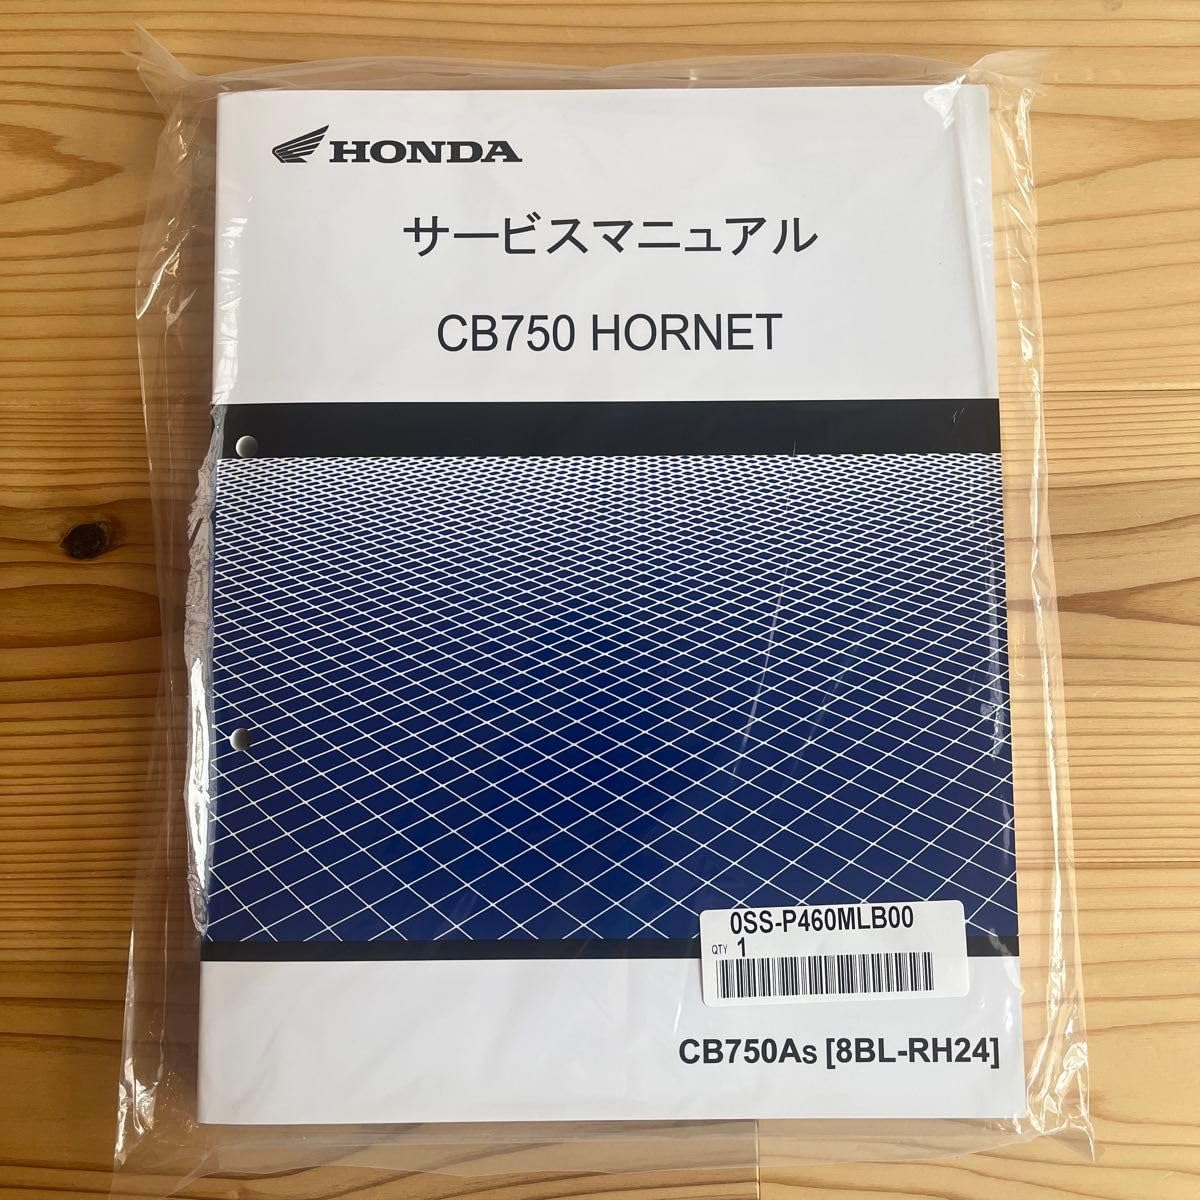 HONDA
サービスマニュアル
CB750 HORNET
0SS-P460MLB00
QTY 1
CB750As [8BL-RH24]